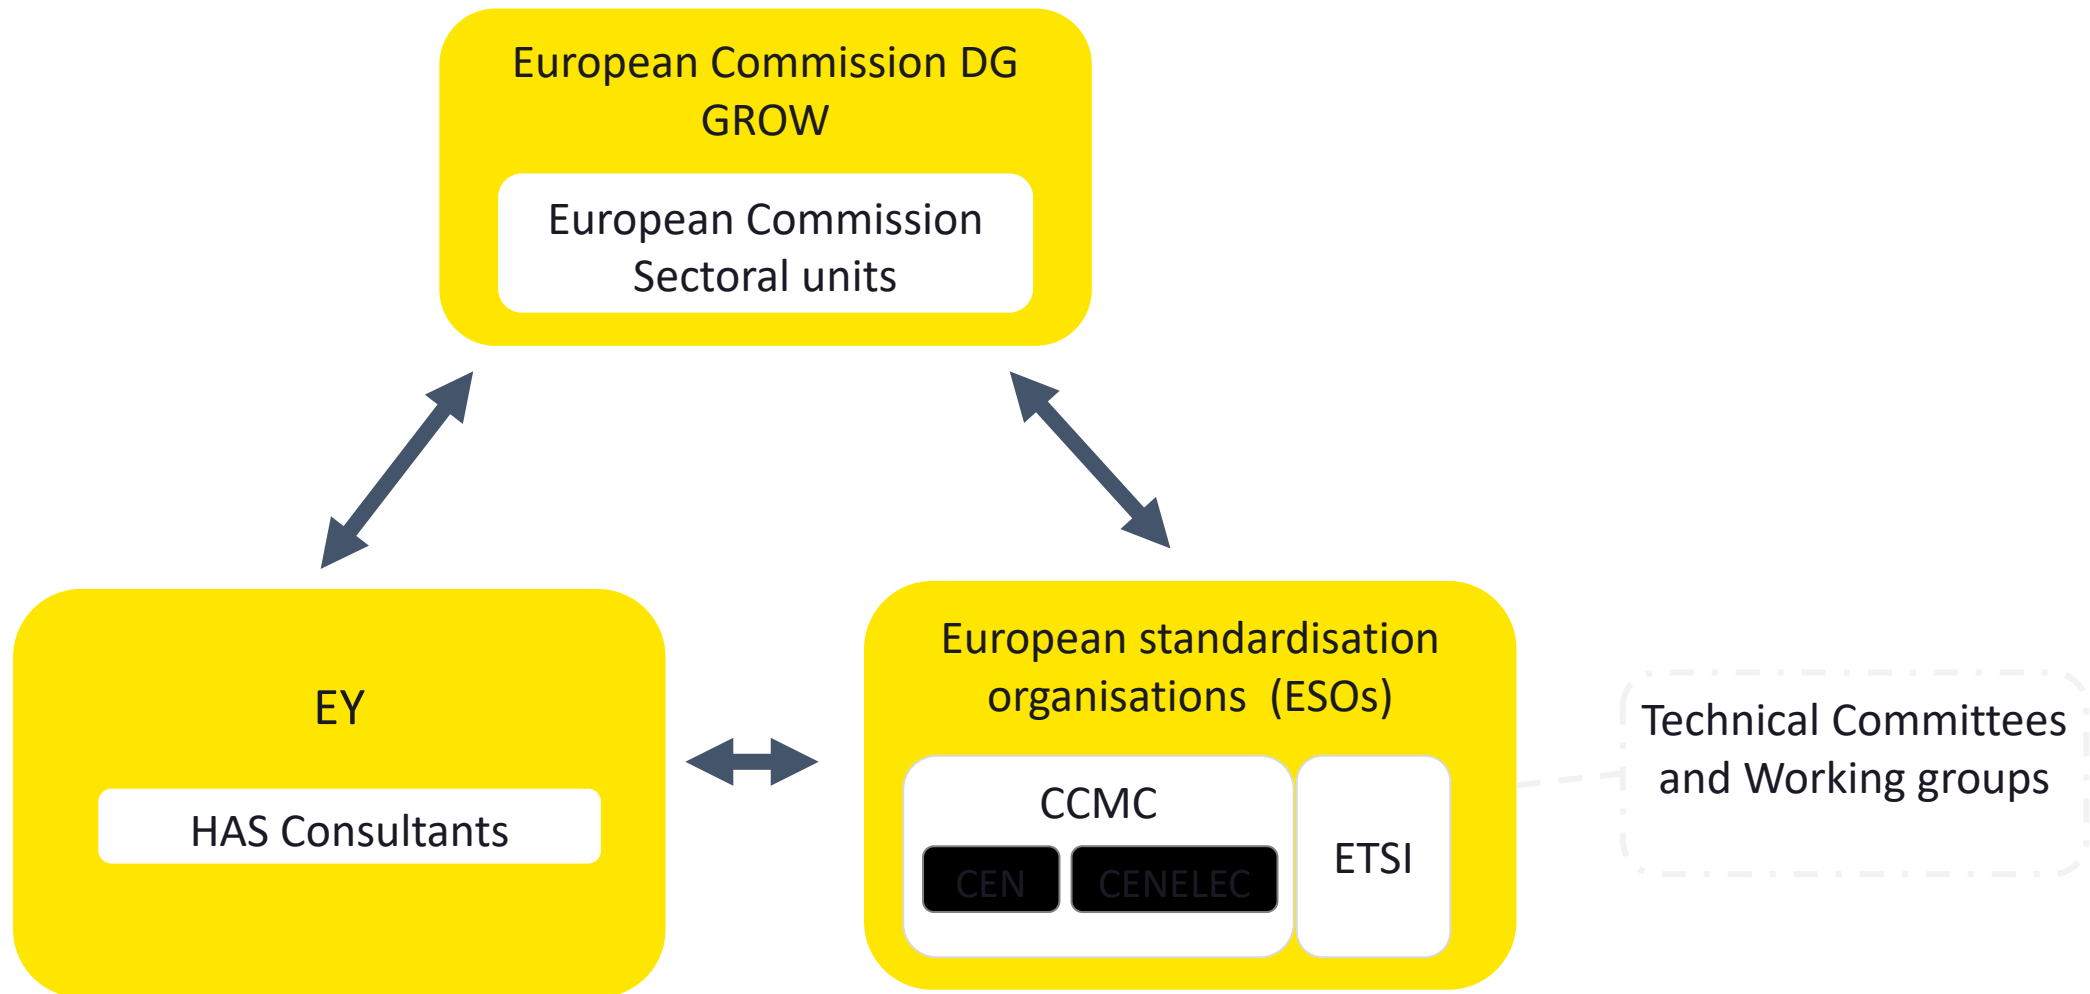 European Commission DG
GROW
European Commission
Sectoral units
EY
HAS Consultants
European standardisation
organisations  (ESOs)
CCMC
CEN
CENELEC
ETSI
Technical Committees
and Working groups